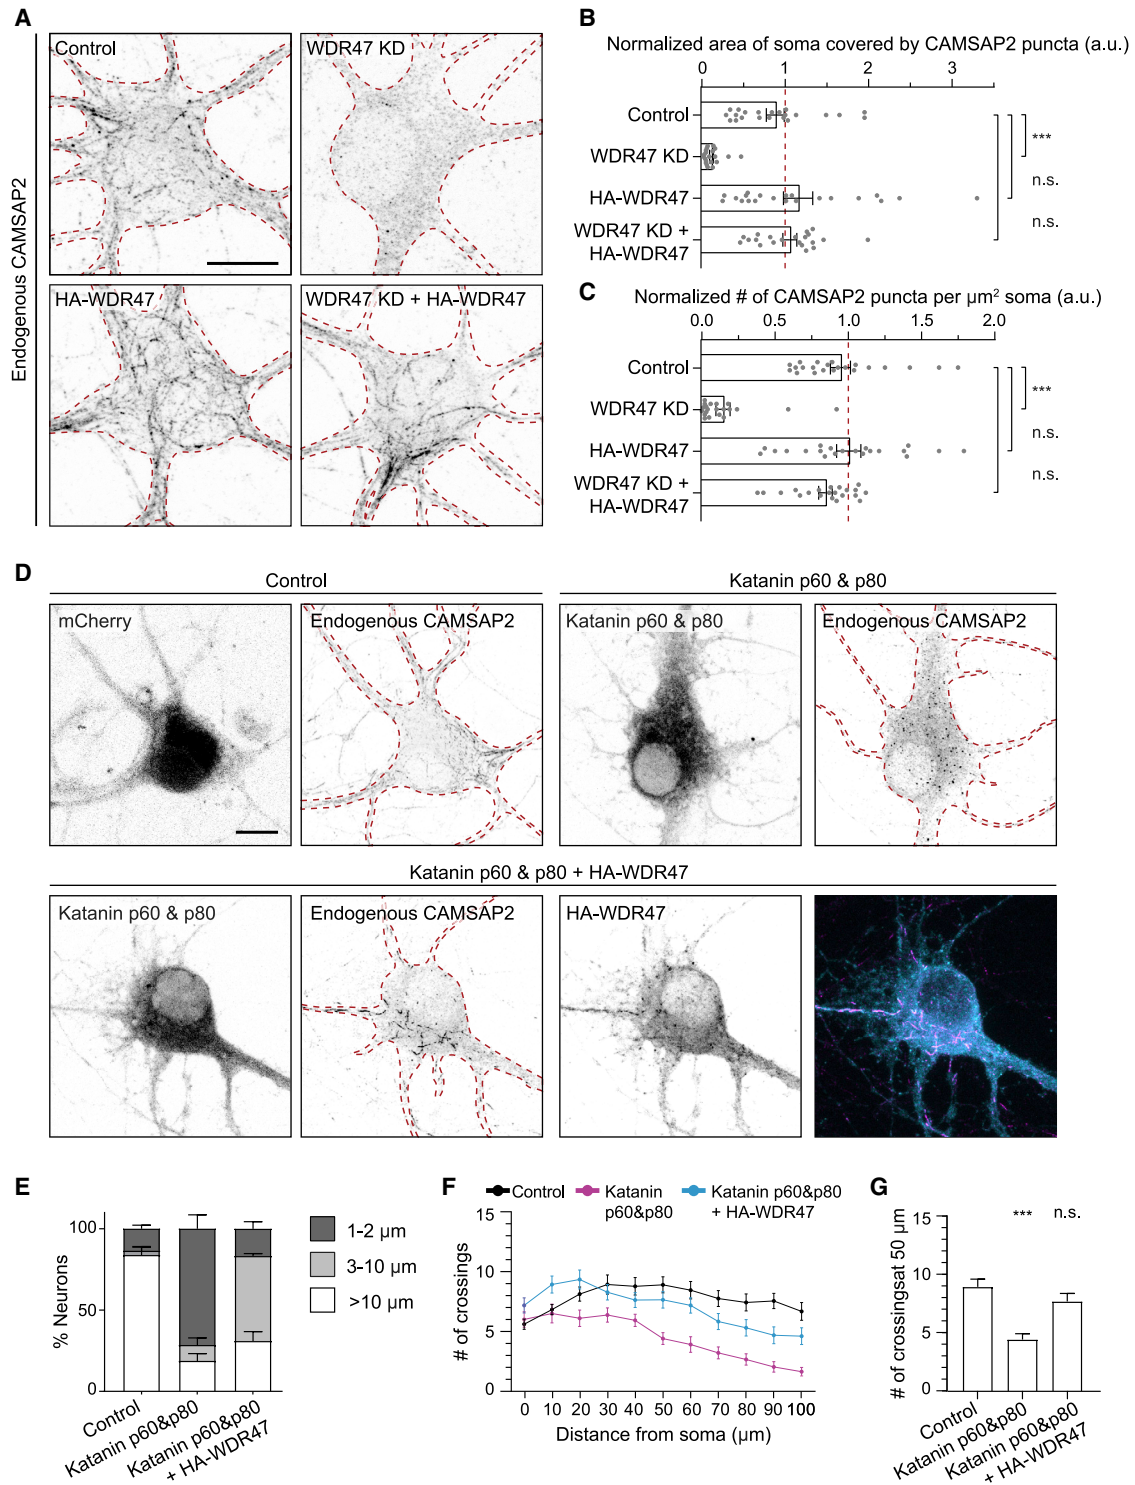 A
Endogenous CAMSAP2
Control
WDR47 KD
HA-WDR47
WDR47 KD + HA-WDR47
B
Normalized area of soma covered by CAMSAP2 puncta (a.u.)
0 1 2 3
Control
WDR47 KD
HA-WDR47
WDR47 KD +
HA-WDR47
***
n.s.
n.s.
C
Normalized # of CAMSAP2 puncta per µm² soma (a.u.)
0.0 0.5 1.0 1.5 2.0
Control
WDR47 KD
HA-WDR47
WDR47 KD +
HA-WDR47
***
n.s.
n.s.
D
Control
Katanin p60 & p80
mCherry
Endogenous CAMSAP2
Katanin p60 & p80
Endogenous CAMSAP2
Katanin p60 & p80 + HA-WDR47
Katanin p60 & p80
Endogenous CAMSAP2
HA-WDR47
E
% Neurons
100
50
0
Control
Katanin p60&p80
Katanin p60&p80
+ HA-WDR47
1-2 µm
3-10 µm
>10 µm
F
Control
Katanin
p60&p80
Katanin p60&p80
+ HA-WDR47
# of crossings
15
10
5
0
0 10 20 30 40 50 60 70 80 90 100
Distance from soma (µm)
G
# of crossingsat 50 µm
15
10
5
0
***
n.s.
Control
Katanin p60&p80
Katanin p60&p80
+ HA-WDR47